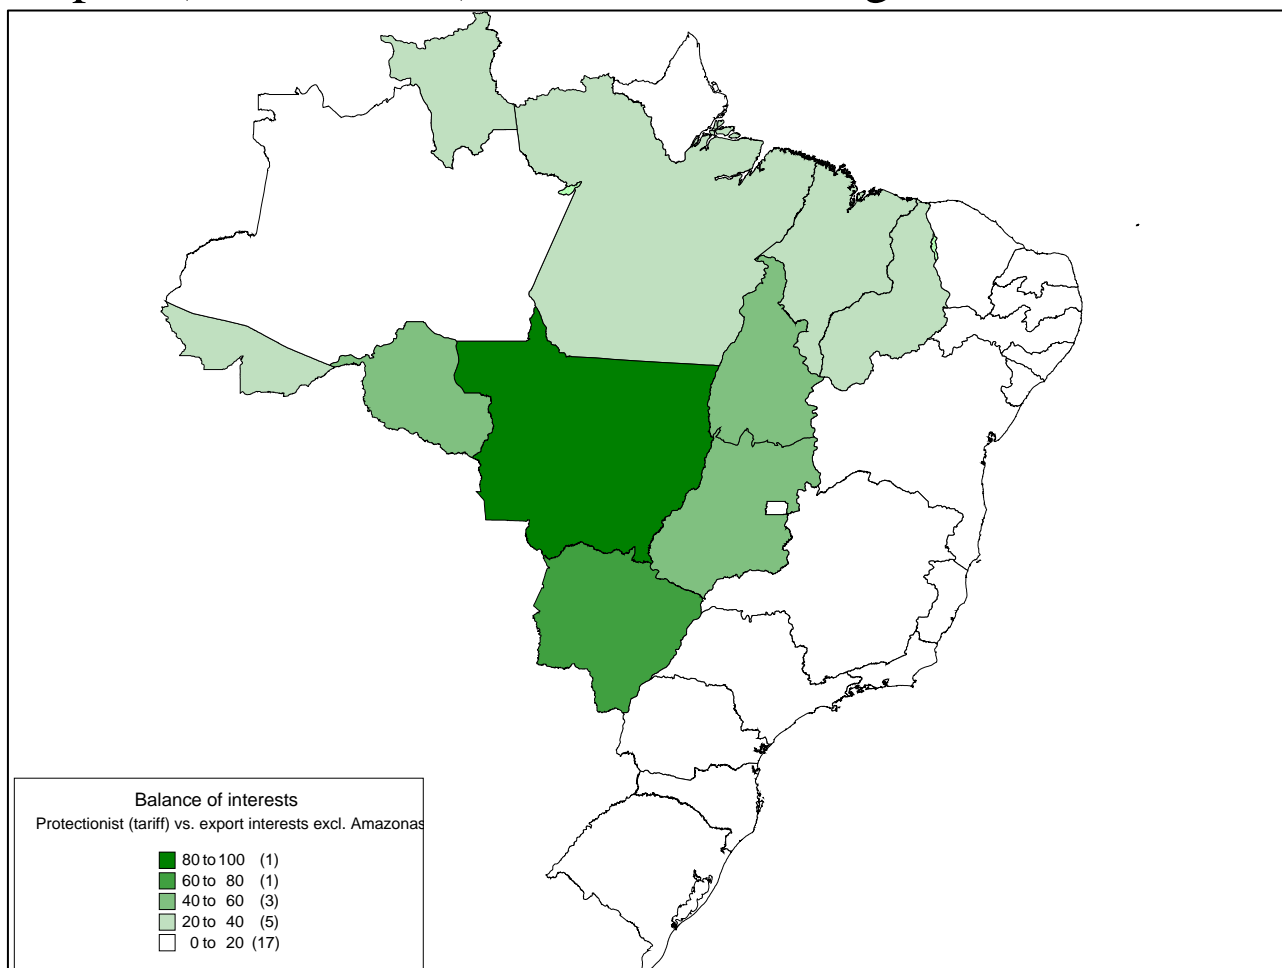 Balance of interests
Protectionist (tariff) vs. export interests excl. Amazonas
80 to 100 (1)
60 to 80 (1)
40 to 60 (3)
20 to 40 (5)
0 to 20 (17)